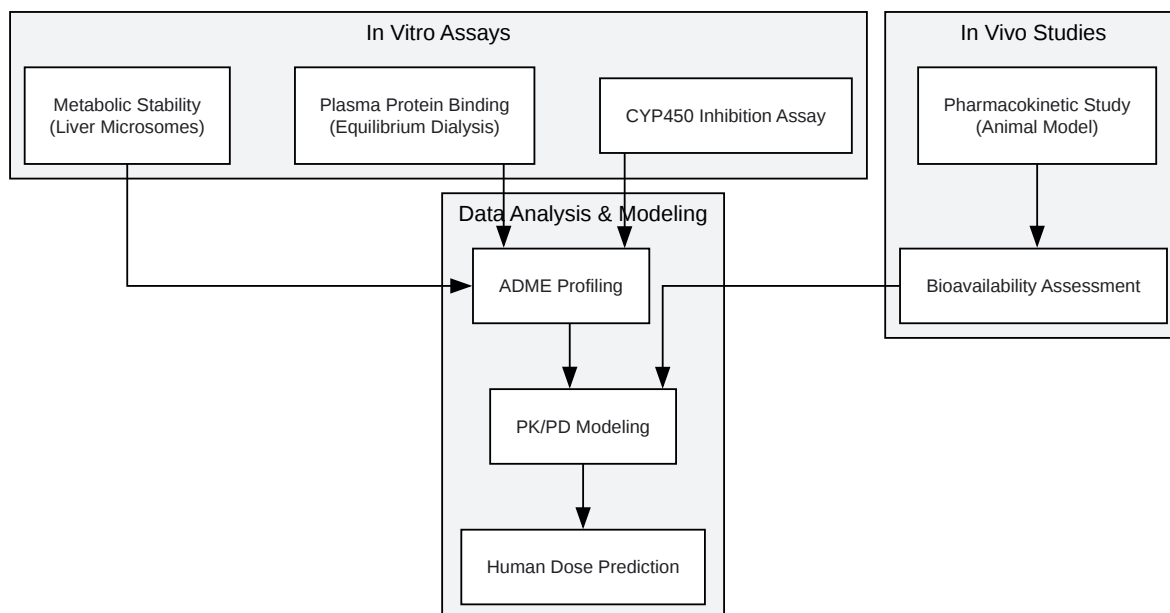 In Vitro Assays
Metabolic Stability
(Liver Microsomes)
Plasma Protein Binding
(Equilibrium Dialysis)
CYP450 Inhibition Assay
In Vivo Studies
Pharmacokinetic Study
(Animal Model)
Bioavailability Assessment
Data Analysis & Modeling
ADME Profiling
PK/PD Modeling
Human Dose Prediction